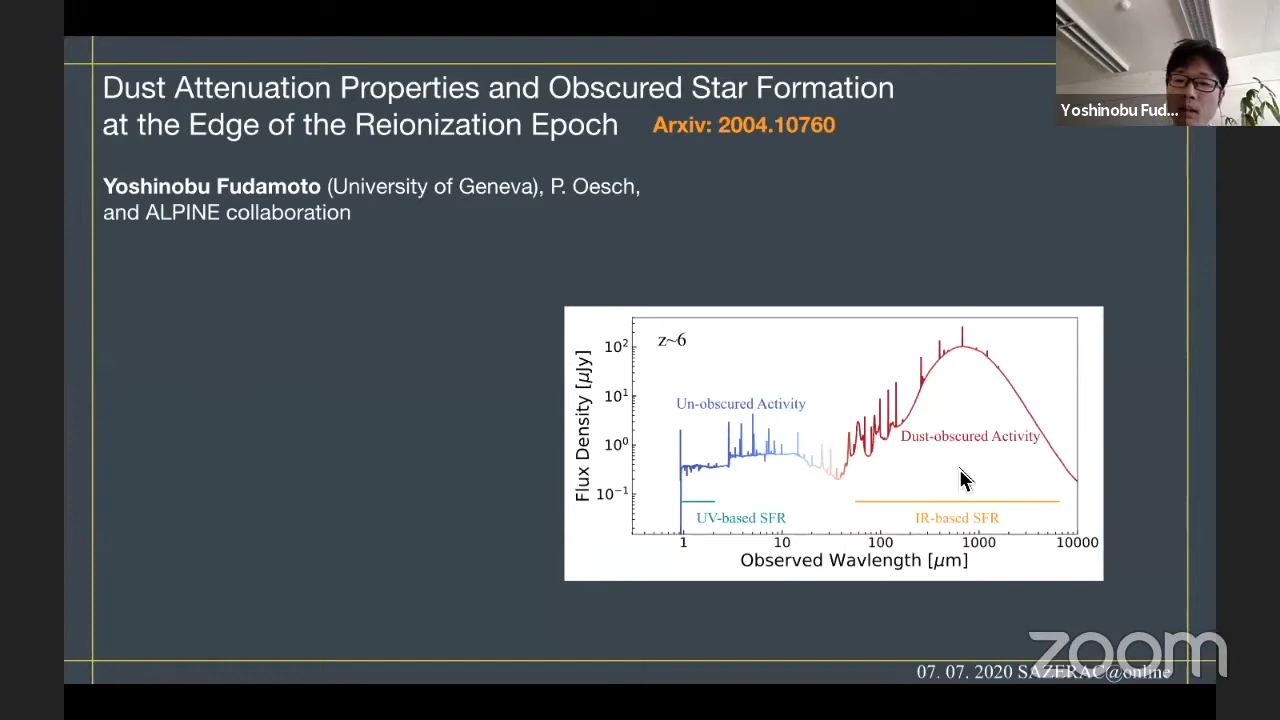 Dust Attenuation Properties and Obscured Star Formation
at the Edge of the Reionization Epoch Arxiv: 2004.10760
Yoshinobu Fud...
Yoshinobu Fudamoto (University of Geneva), P. Oesch,
and ALPINE collaboration
z~6
10²
10¹
10⁰
10⁻¹
Flux Density [μJy]
Un-obscured Activity
Dust-obscured Activity
UV-based SFR
IR-based SFR
1 10 100 1000 10000
Observed Wavlength [μm]
zoom
07. 07. 2020 SAZERAC@online